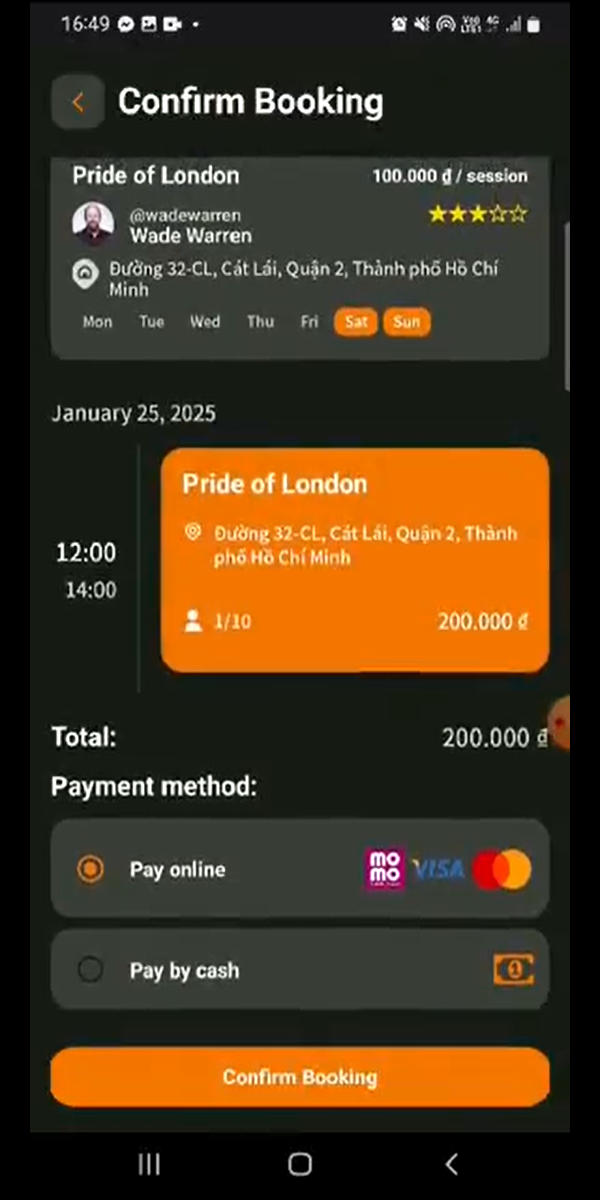 16:49
Confirm Booking
Pride of London
100.000 ₫ / session
@wadewarren
Wade Warren
Đường 32-CL, Cát Lái, Quận 2, Thành phố Hồ Chí
Minh
Mon Tue Wed Thu Fri Sat Sun
January 25, 2025
Pride of London
Đường 32-CL, Cát Lái, Quận 2, Thành
phố Hồ Chí Minh
12:00
14:00
1/10
200.000 ₫
Total:
200.000 ₫
Payment method:
Pay online
mo
mo
VISA
Pay by cash
1
Confirm Booking